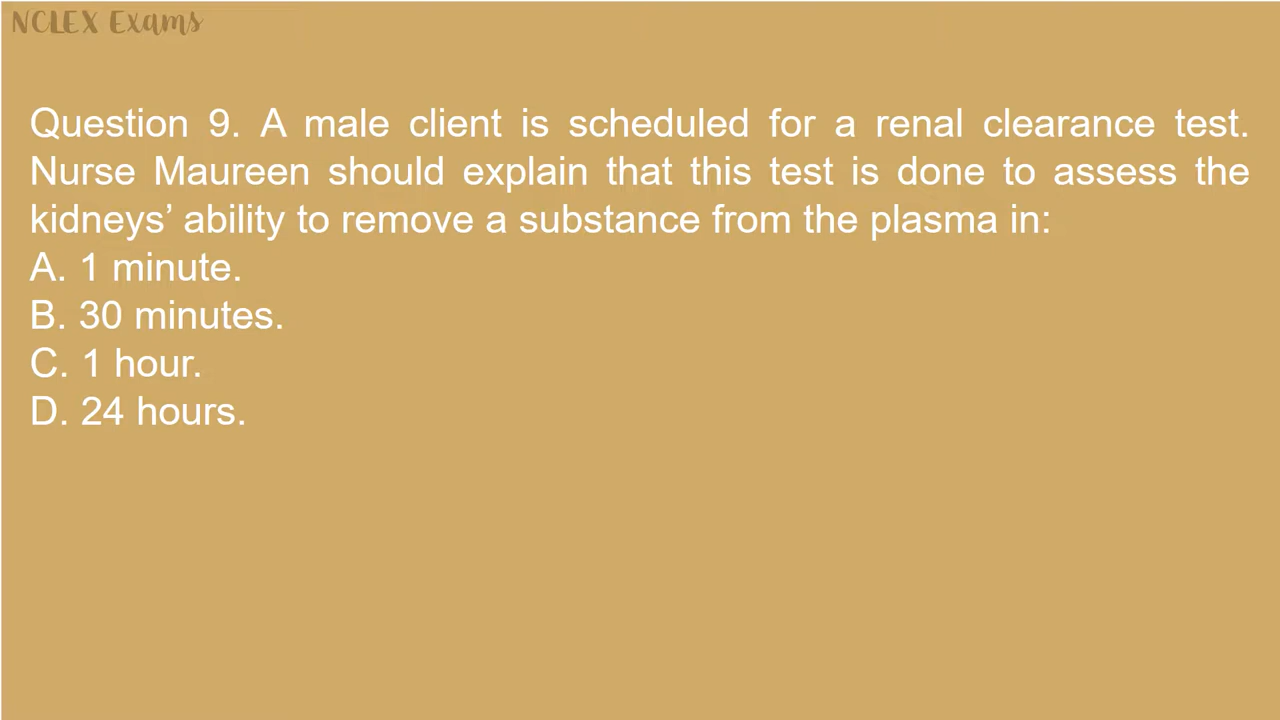 NCLEX Exams
Question 9. A male client is scheduled for a renal clearance test.
Nurse Maureen should explain that this test is done to assess the
kidneys’ ability to remove a substance from the plasma in:
A. 1 minute.
B. 30 minutes.
C. 1 hour.
D. 24 hours.